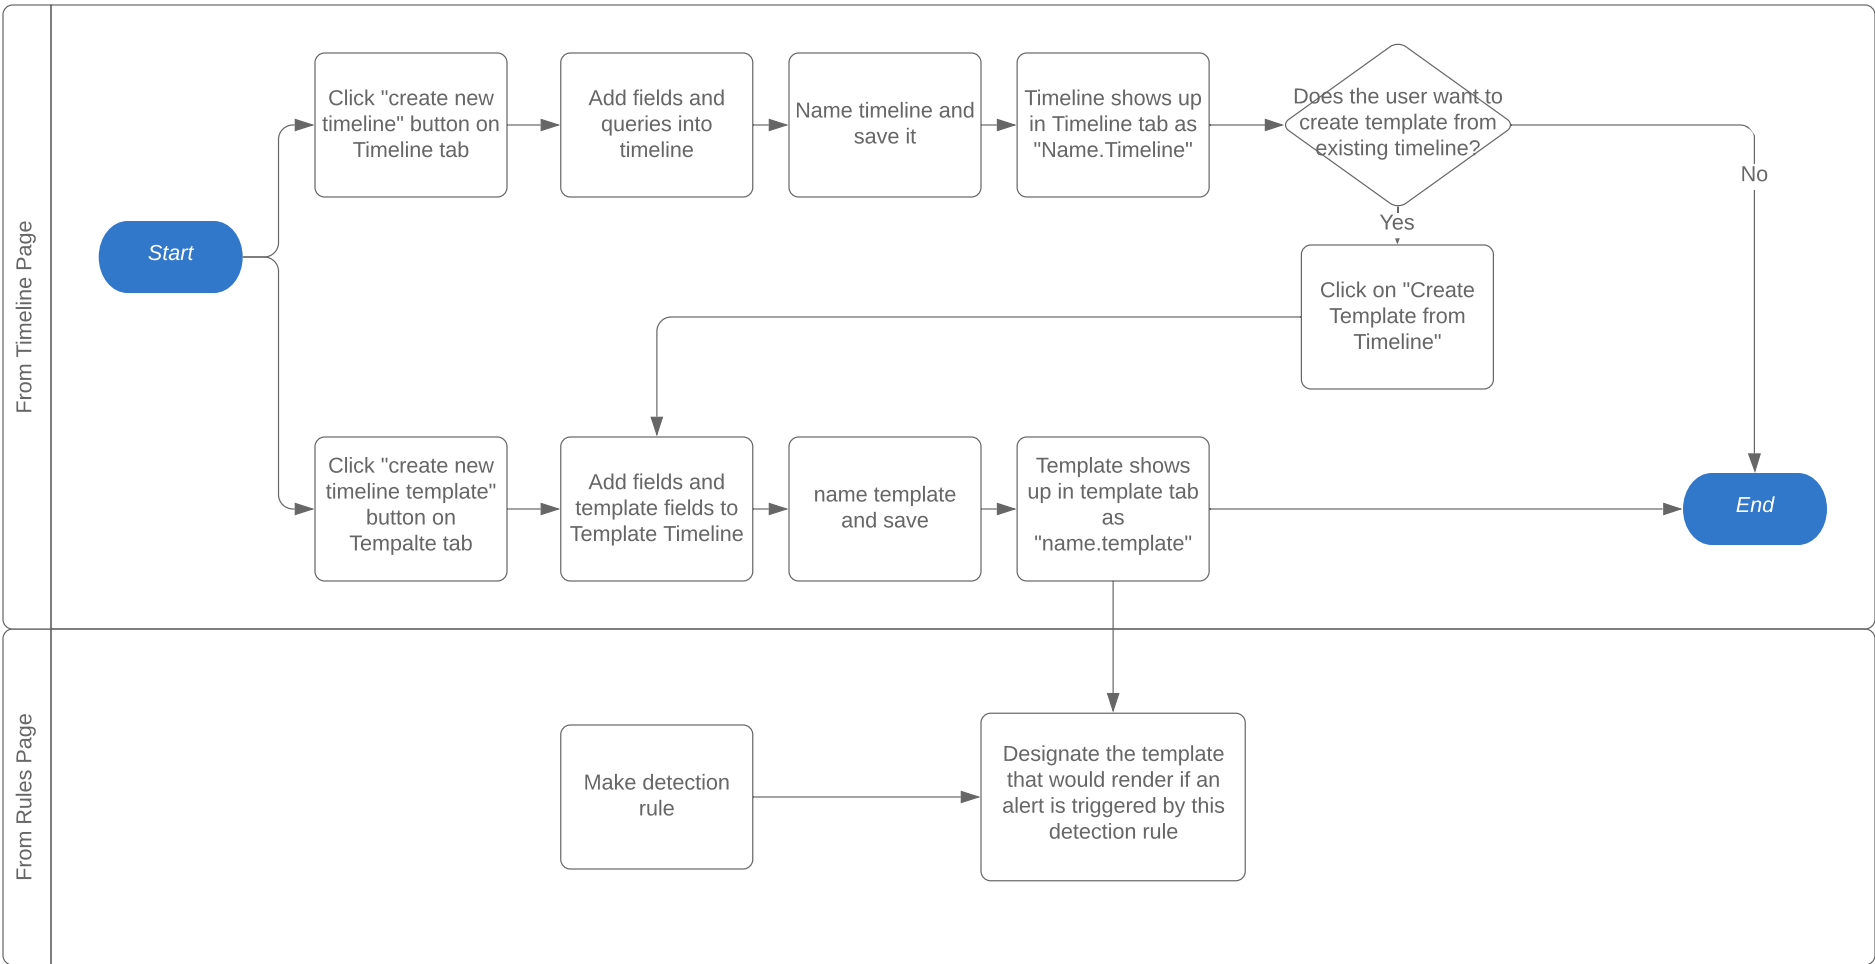 From Timeline Page
Start
Click "create new
timeline" button on
Timeline tab
Add fields and
queries into
timeline
Name timeline and
save it
Timeline shows up
in Timeline tab as
"Name.Timeline"
Does the user want to
create template from
existing timeline?
No
Yes
Click on "Create
Template from
Timeline"
Click "create new
timeline template"
button on
Tempalte tab
Add fields and
template fields to
Template Timeline
name template
and save
Template shows
up in template tab
as
"name.template"
End
From Rules Page
Make detection
rule
Designate the template
that would render if an
alert is triggered by this
detection rule